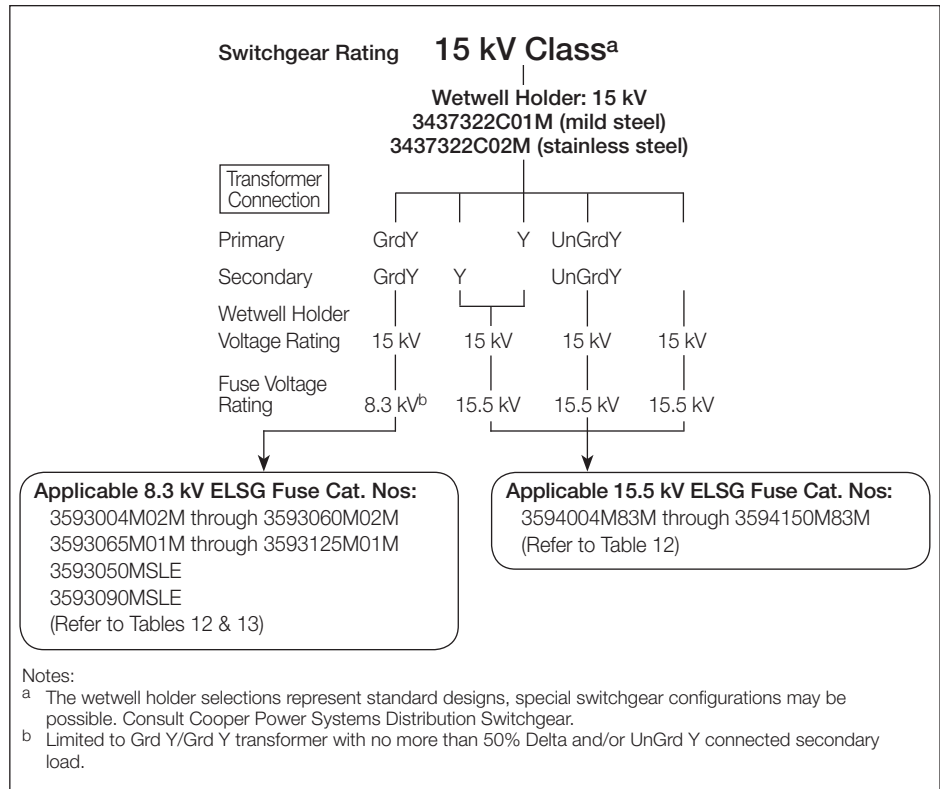 Switchgear Rating 15 kV Classa
Wetwell Holder: 15 kV
3437322C01M (mild steel)
3437322C02M (stainless steel)
Transformer
Connection
Primary GrdY Y UnGrdY
Secondary GrdY Y UnGrdY
Wetwell Holder
Voltage Rating 15 kV 15 kV 15 kV 15 kV
Fuse Voltage
Rating 8.3 kVb 15.5 kV 15.5 kV 15.5 kV
Applicable 8.3 kV ELSG Fuse Cat. Nos:
3593004M02M through 3593060M02M
3593065M01M through 3593125M01M
3593050MSLE
3593090MSLE
(Refer to Tables 12 & 13)
Applicable 15.5 kV ELSG Fuse Cat. Nos:
3594004M83M through 3594150M83M
(Refer to Table 12)
Notes:
a The wetwell holder selections represent standard designs, special switchgear configurations may be
possible. Consult Cooper Power Systems Distribution Switchgear.
b Limited to Grd Y/Grd Y transformer with no more than 50% Delta and/or UnGrd Y connected secondary
load.